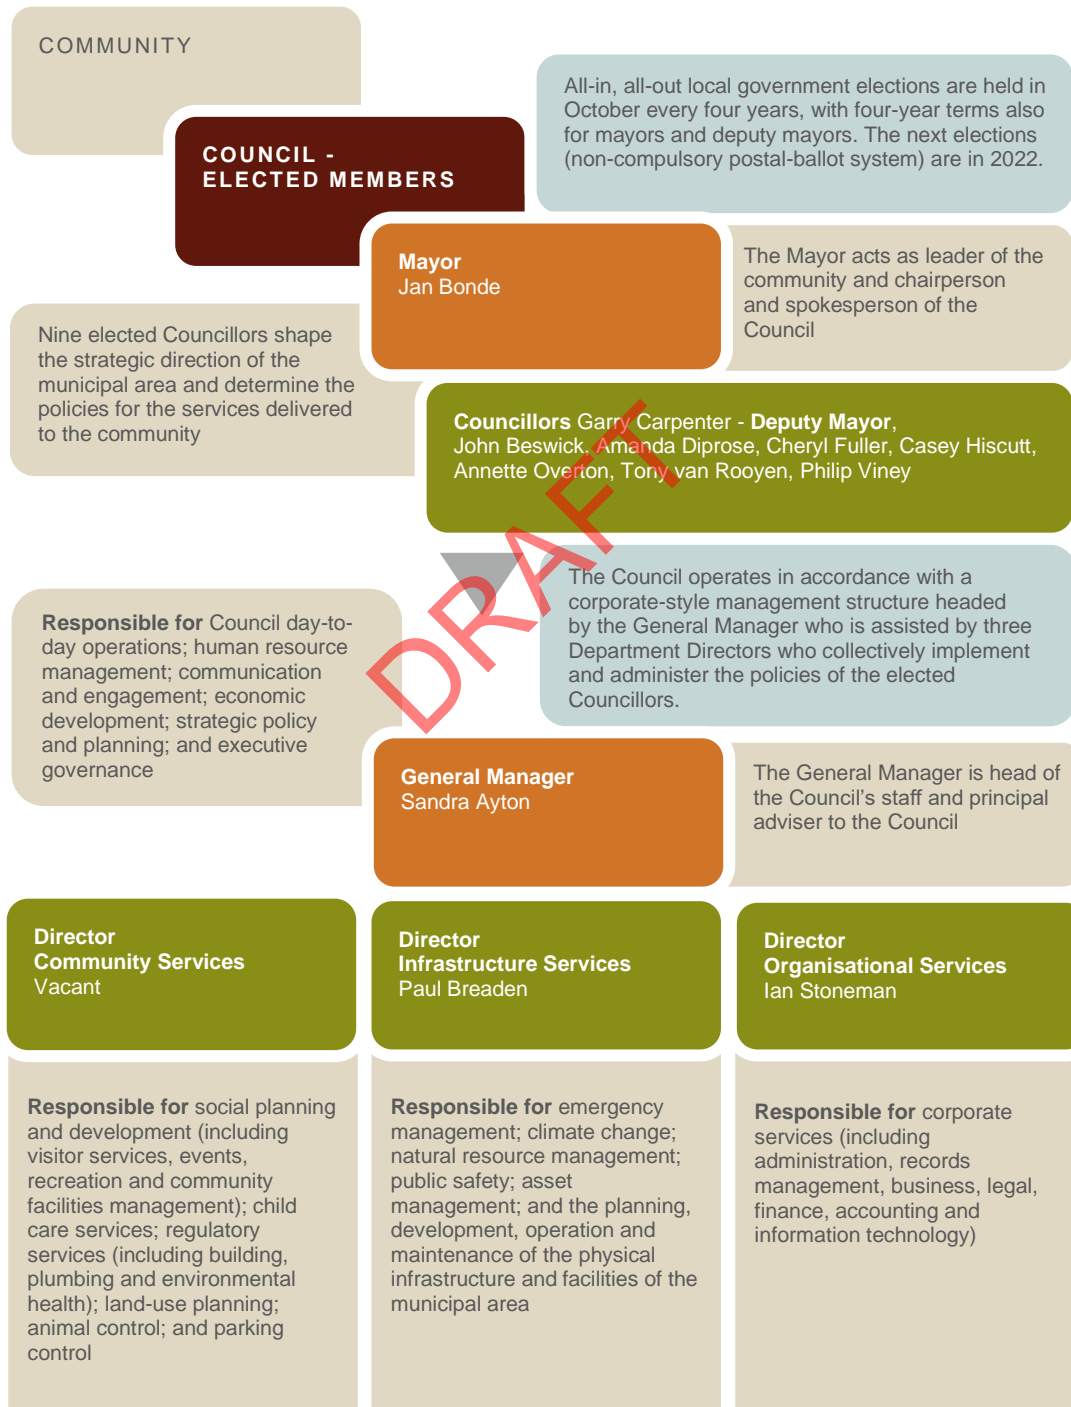 COMMUNITY
All-in, all-out local government elections are held in
October every four years, with four-year terms also
for mayors and deputy mayors. The next elections
(non-compulsory postal-ballot system) are in 2022.
COUNCIL -
ELECTED MEMBERS
Mayor
Jan Bonde
The Mayor acts as leader of the
community and chairperson
and spokesperson of the
Council
Nine elected Councillors shape
the strategic direction of the
municipal area and determine the
policies for the services delivered
to the community
Councillors Garry Carpenter - Deputy Mayor,
John Beswick, Amanda Diprose, Cheryl Fuller, Casey Hiscutt,
Annette Overton, Tony van Rooyen, Philip Viney
DRAFT
The Council operates in accordance with a
corporate-style management structure headed
by the General Manager who is assisted by three
Department Directors who collectively implement
and administer the policies of the elected
Councillors.
Responsible for Council day-to-
day operations; human resource
management; communication
and engagement; economic
development; strategic policy
and planning; and executive
governance
General Manager
Sandra Ayton
The General Manager is head of
the Council's staff and principal
adviser to the Council
Director
Community Services
Vacant
Director
Infrastructure Services
Paul Breaden
Director
Organisational Services
Ian Stoneman
Responsible for social planning
and development (including
visitor services, events,
recreation and community
facilities management); child
care services; regulatory
services (including building,
plumbing and environmental
health); land-use planning;
animal control; and parking
control
Responsible for emergency
management; climate change;
natural resource management;
public safety; asset
management; and the planning,
development, operation and
maintenance of the physical
infrastructure and facilities of the
municipal area
Responsible for corporate
services (including
administration, records
management, business, legal,
finance, accounting and
information technology)